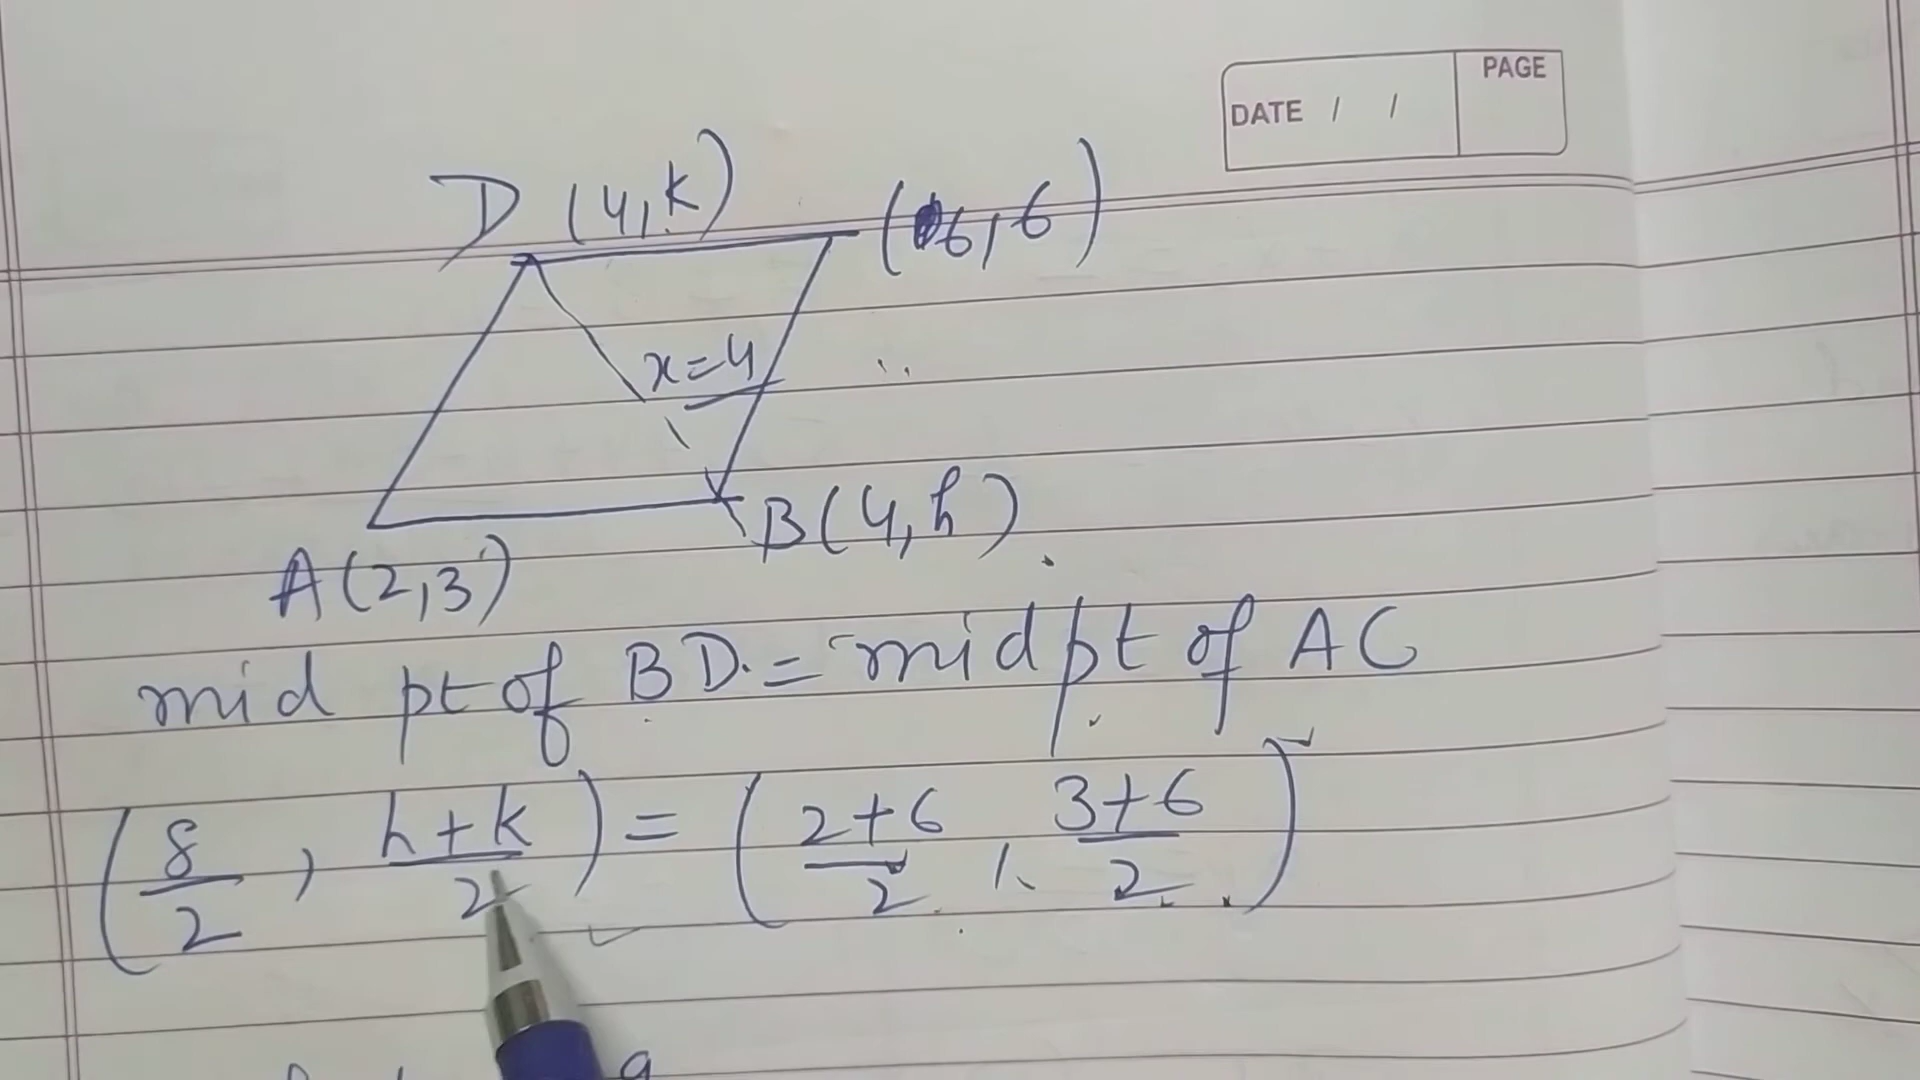 PAGE
DATE / /
D (4, k)
(6, 6)
x = 4
B (4, h)
A (2, 3)
mid pt of BD = mid pt of AC
(8/2, h+k/2) = (2+6/2, 3+6/2)